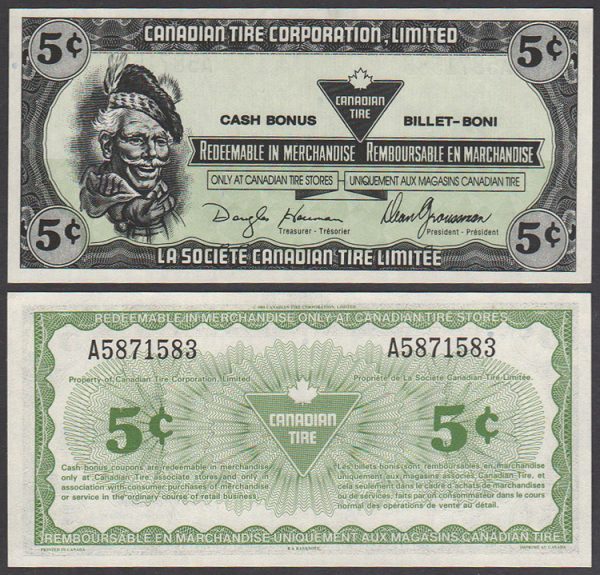 CANADIAN TIRE CORPORATION, LIMITED
5¢ 5¢
CANADIAN
TIRE
CASH BONUS BILLET-BONI
REDEEMABLE IN MERCHANDISE REMBOURSABLE EN MARCHANDISE
ONLY AT CANADIAN TIRE STORES UNIQUEMENT AUX MAGASINS CANADIAN TIRE
Dean Groussman
Treasurer - Trésorier President - Président
5¢ 5¢
LA SOCIÉTÉ CANADIAN TIRE LIMITÉE
REDEEMABLE IN MERCHANDISE ONLY AT CANADIAN TIRE STORES
A5871583 A5871583
Property of Canadian Tire Corporation, Limited. Propriété de La Société Canadian Tire Limitée.
5¢ 5¢
CANADIAN
TIRE
Cash bonus coupons are redeemable in merchandise
only at Canadian Tire associate stores and only in
association with consumer purchases of merchandise
or service in the ordinary course of retail business.
Les billets boni sont remboursables en marchandise
uniquement aux magasins associés Canadian Tire, et
cela seulement dans le cadre d'achats de marchandises
ou de services, faits par un consommateur dans le cours
normal des opérations de vente au détail.
REMBOURSABLE EN MERCHANDISE UNIQUEMENT AUX MAGASINS CANADIAN TIRE
PRINTED IN CANADA B A BANKNOTE IMPRIMÉ AU CANADA